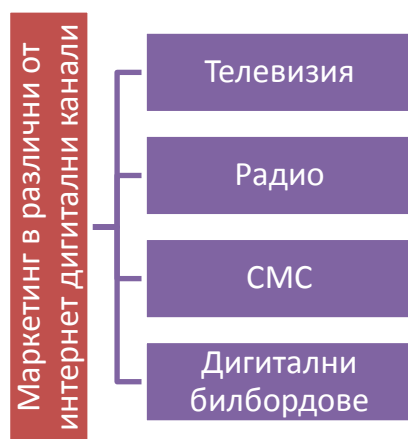 Маркетинг в различни от
интернет дигитални канали
Телевизия
Радио
СМС
Дигитални
билбордове